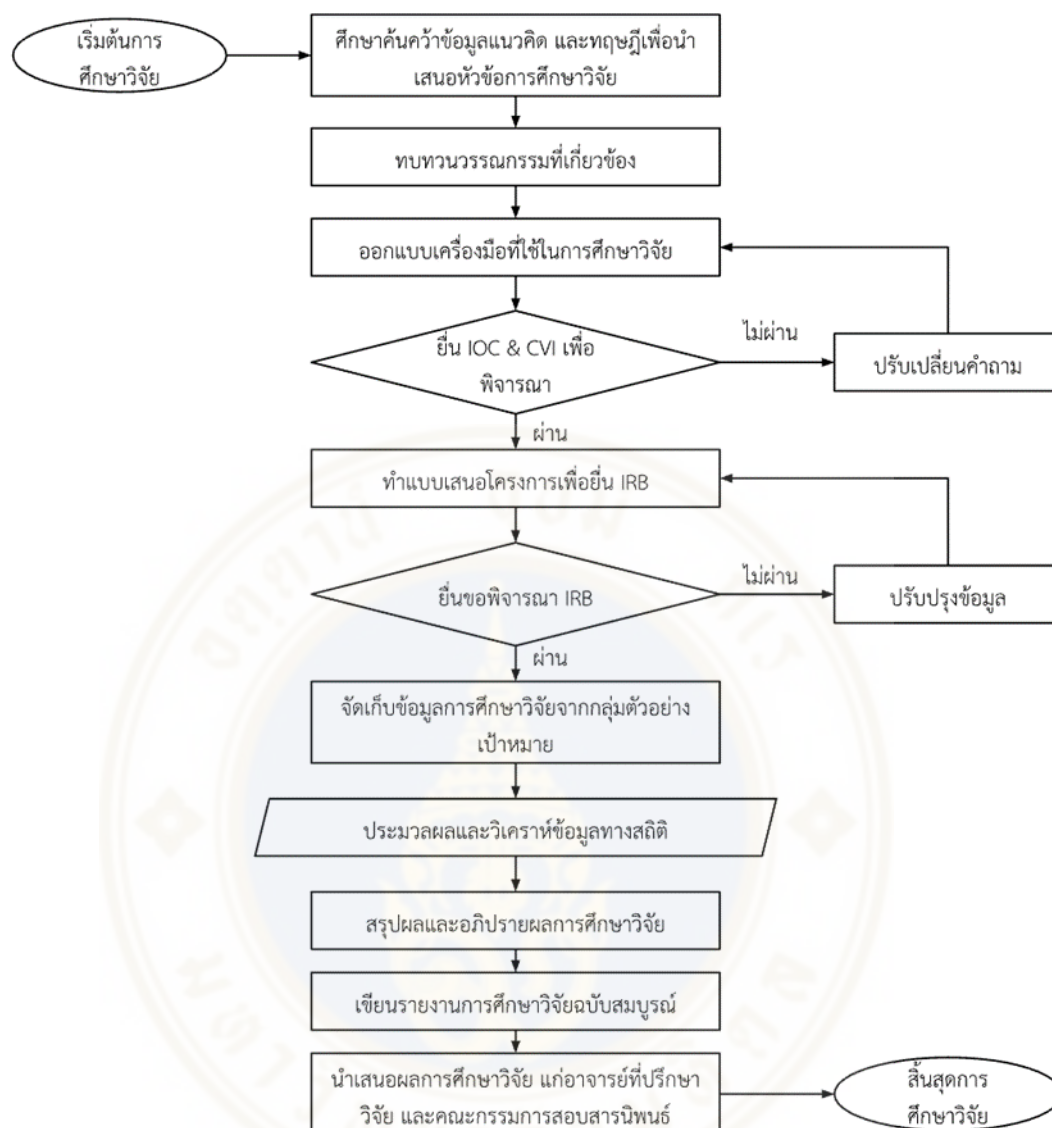 เริ่มต้นการ
ศึกษาวิจัย
ศึกษาค้นคว้าข้อมูลแนวคิด และทฤษฎีเพื่อนำ
เสนอหัวข้อการศึกษาวิจัย
ทบทวนวรรณกรรมที่เกี่ยวข้อง
ออกแบบเครื่องมือที่ใช้ในการศึกษาวิจัย
ยื่น IOC & CVI เพื่อ
พิจารณา
ไม่ผ่าน
ปรับเปลี่ยนคำถาม
ผ่าน
ทำแบบเสนอโครงการเพื่อยื่น IRB
ยื่นขอพิจารณา IRB
ไม่ผ่าน
ปรับปรุงข้อมูล
ผ่าน
จัดเก็บข้อมูลการศึกษาวิจัยจากกลุ่มตัวอย่าง
เป้าหมาย
ประมวลผลและวิเคราะห์ข้อมูลทางสถิติ
สรุปผลและอภิปรายผลการศึกษาวิจัย
เขียนรายงานการศึกษาวิจัยฉบับสมบูรณ์
นำเสนอผลการศึกษาวิจัย แก่อาจารย์ที่ปรึกษา
วิจัย และคณะกรรมการสอบสารนิพนธ์
สิ้นสุดการ
ศึกษาวิจัย